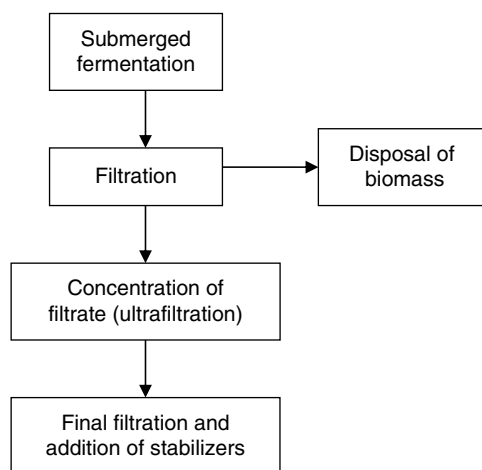 Submerged
fermentation
Filtration
Disposal of
biomass
Concentration of
filtrate (ultrafiltration)
Final filtration and
addition of stabilizers